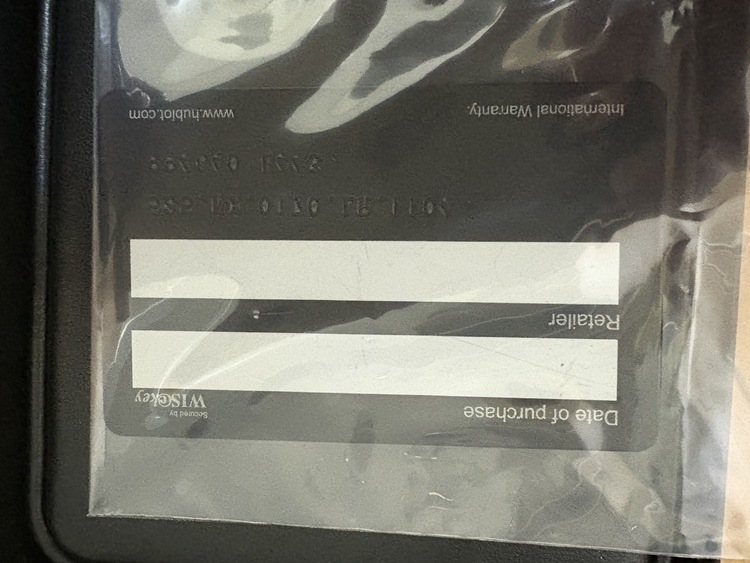 Date of purchase
Secured by
WISekey
Retailer
International Warranty.
www.hublot.com